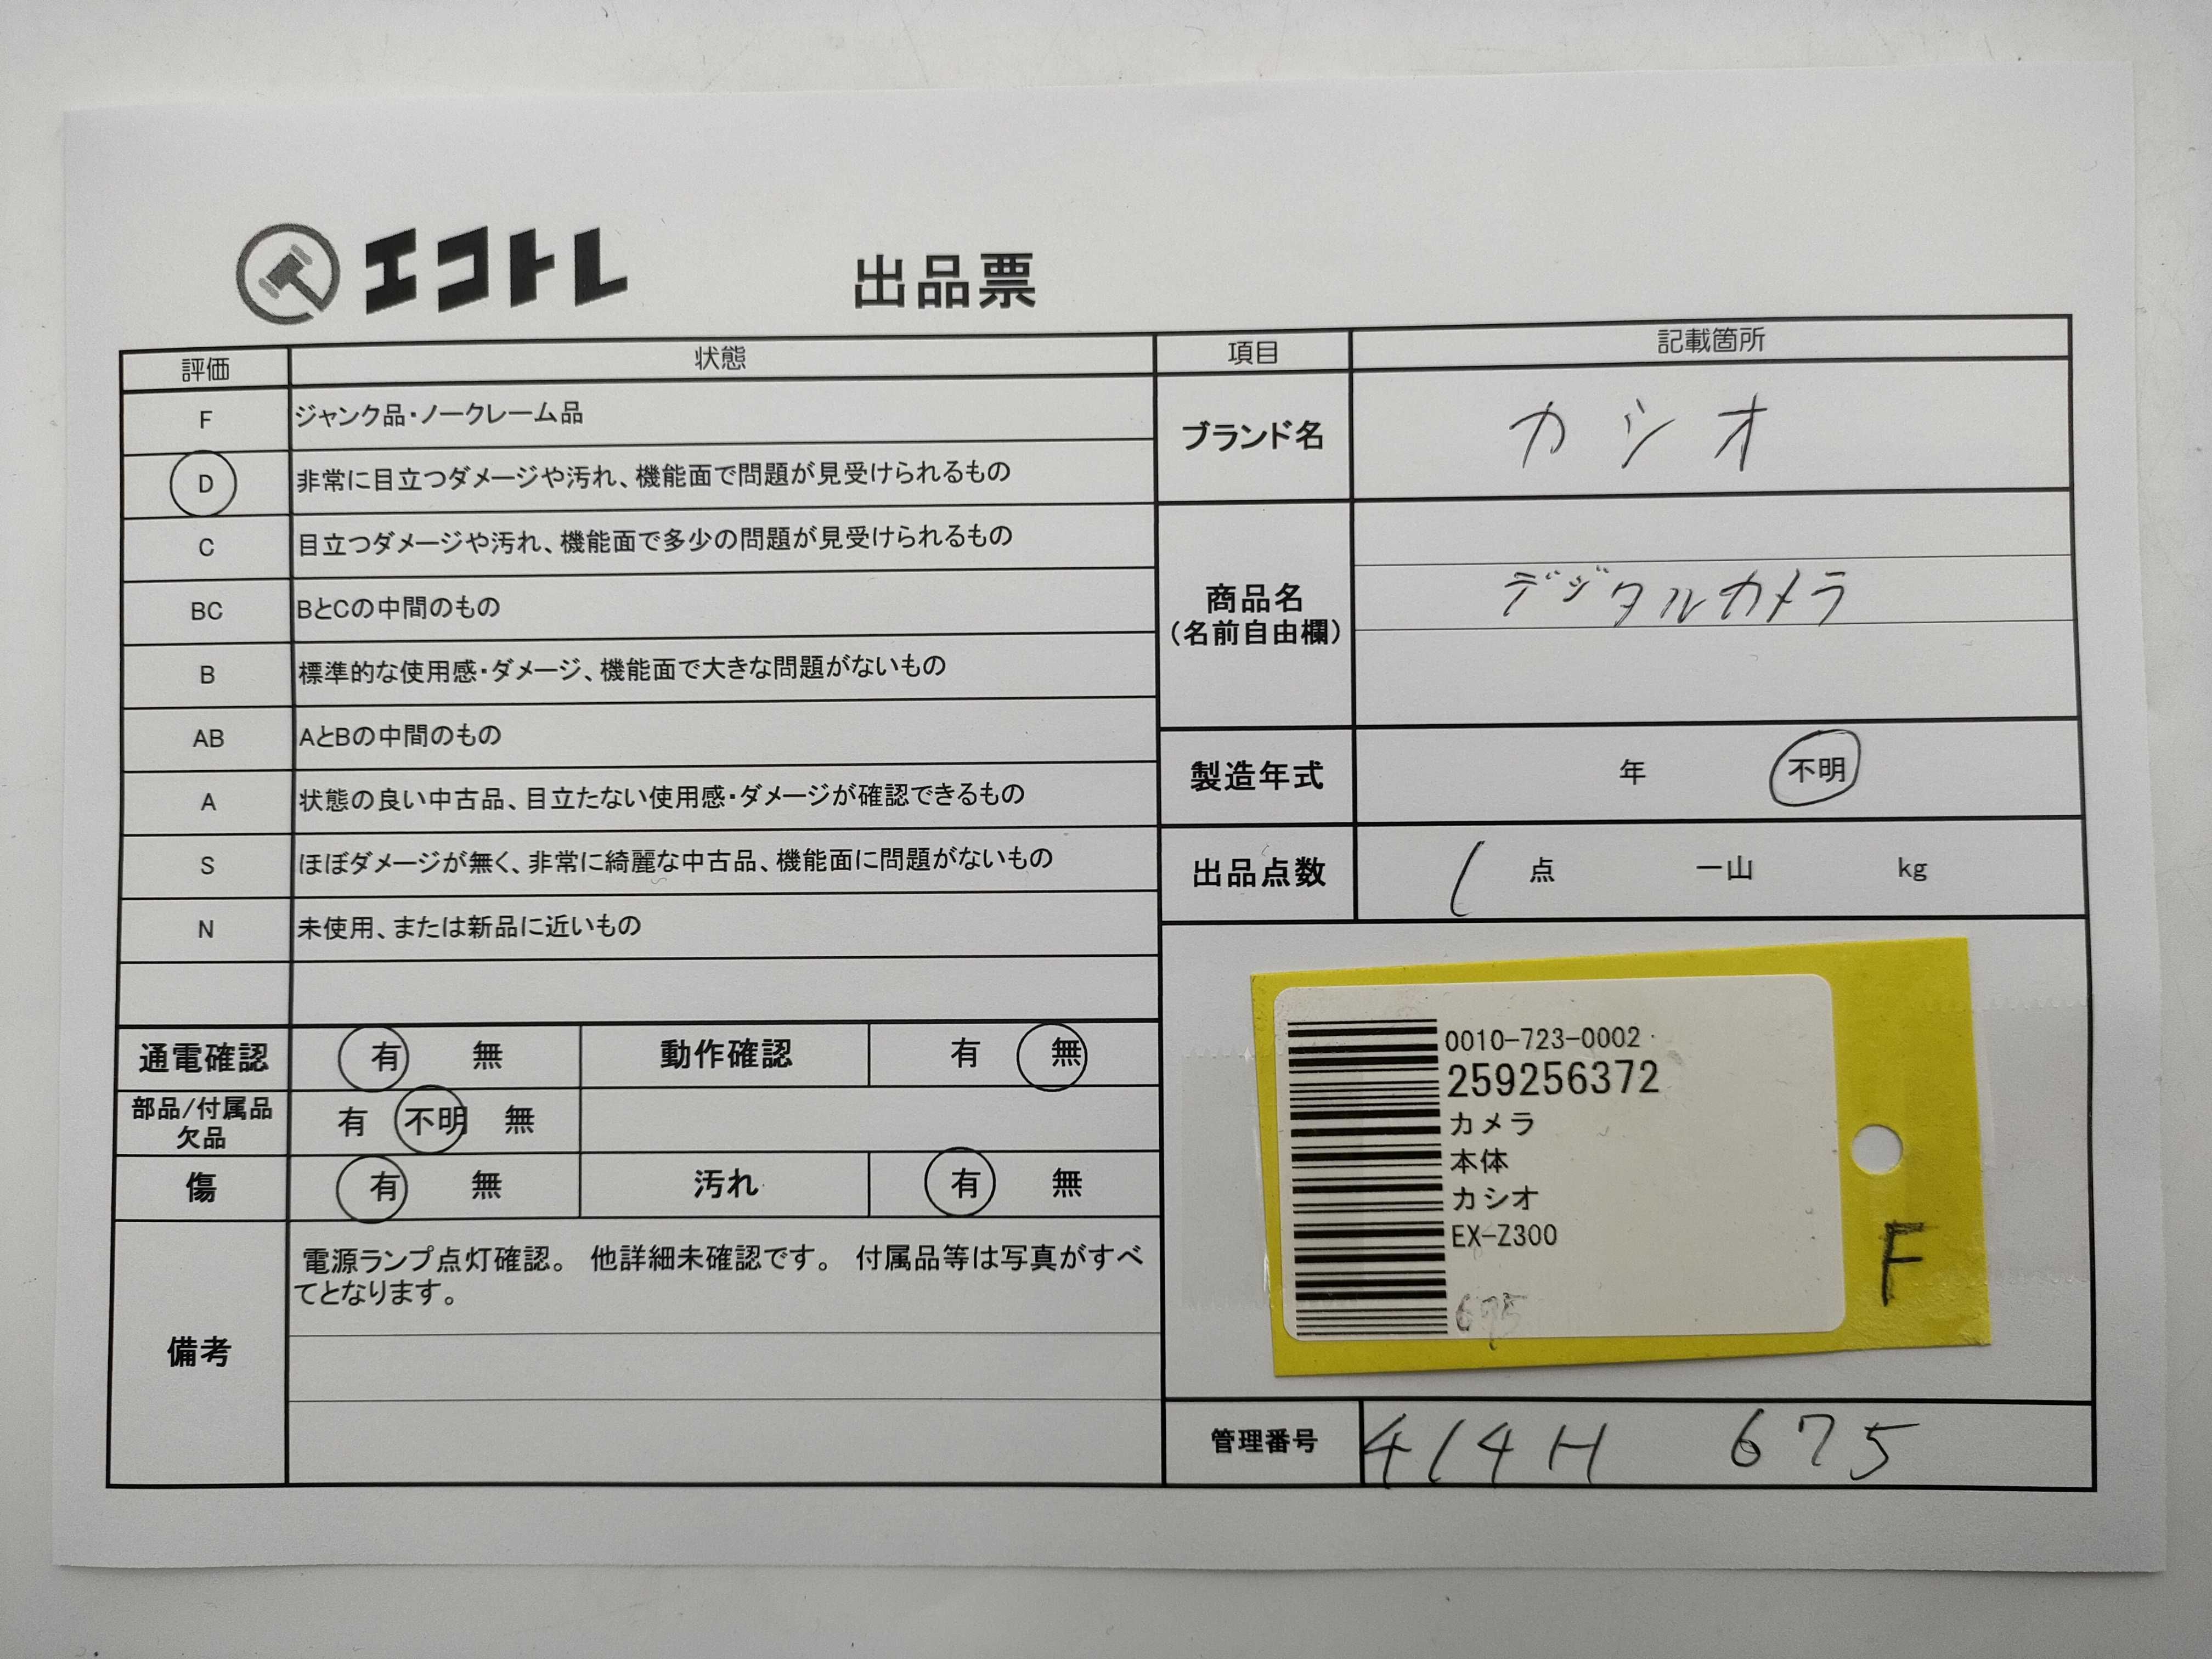 エコトレ
出品票
評価 状態
F ジャンク品・ノークレーム品
D 非常に目立つダメージや汚れ、機能面で問題が見受けられるもの
C 目立つダメージや汚れ、機能面で多少の問題が見受けられるもの
BC BとCの中間のもの
B 標準的な使用感・ダメージ、機能面で大きな問題がないもの
AB AとBの中間のもの
A 状態の良い中古品、目立たない使用感・ダメージが確認できるもの
S ほぼダメージが無く、非常に綺麗な中古品、機能面に問題がないもの
N 未使用、または新品に近いもの
通電確認 有 無 動作確認 有 無
部品/付属品
欠品
有 不明 無
傷 有 無 汚れ 有 無
備考
電源ランプ点灯確認。 他詳細未確認です。 付属品等は写真がすべ
てとなります。
項目 記載箇所
ブランド名 カシオ
商品名
(名前自由欄)
デジタルカメラ
製造年式 年 不明
出品点数 1 点 一山 kg
0010-723-0002
259256372
カメラ
本体
カシオ
EX-Z300
675
F
管理番号 414H 675